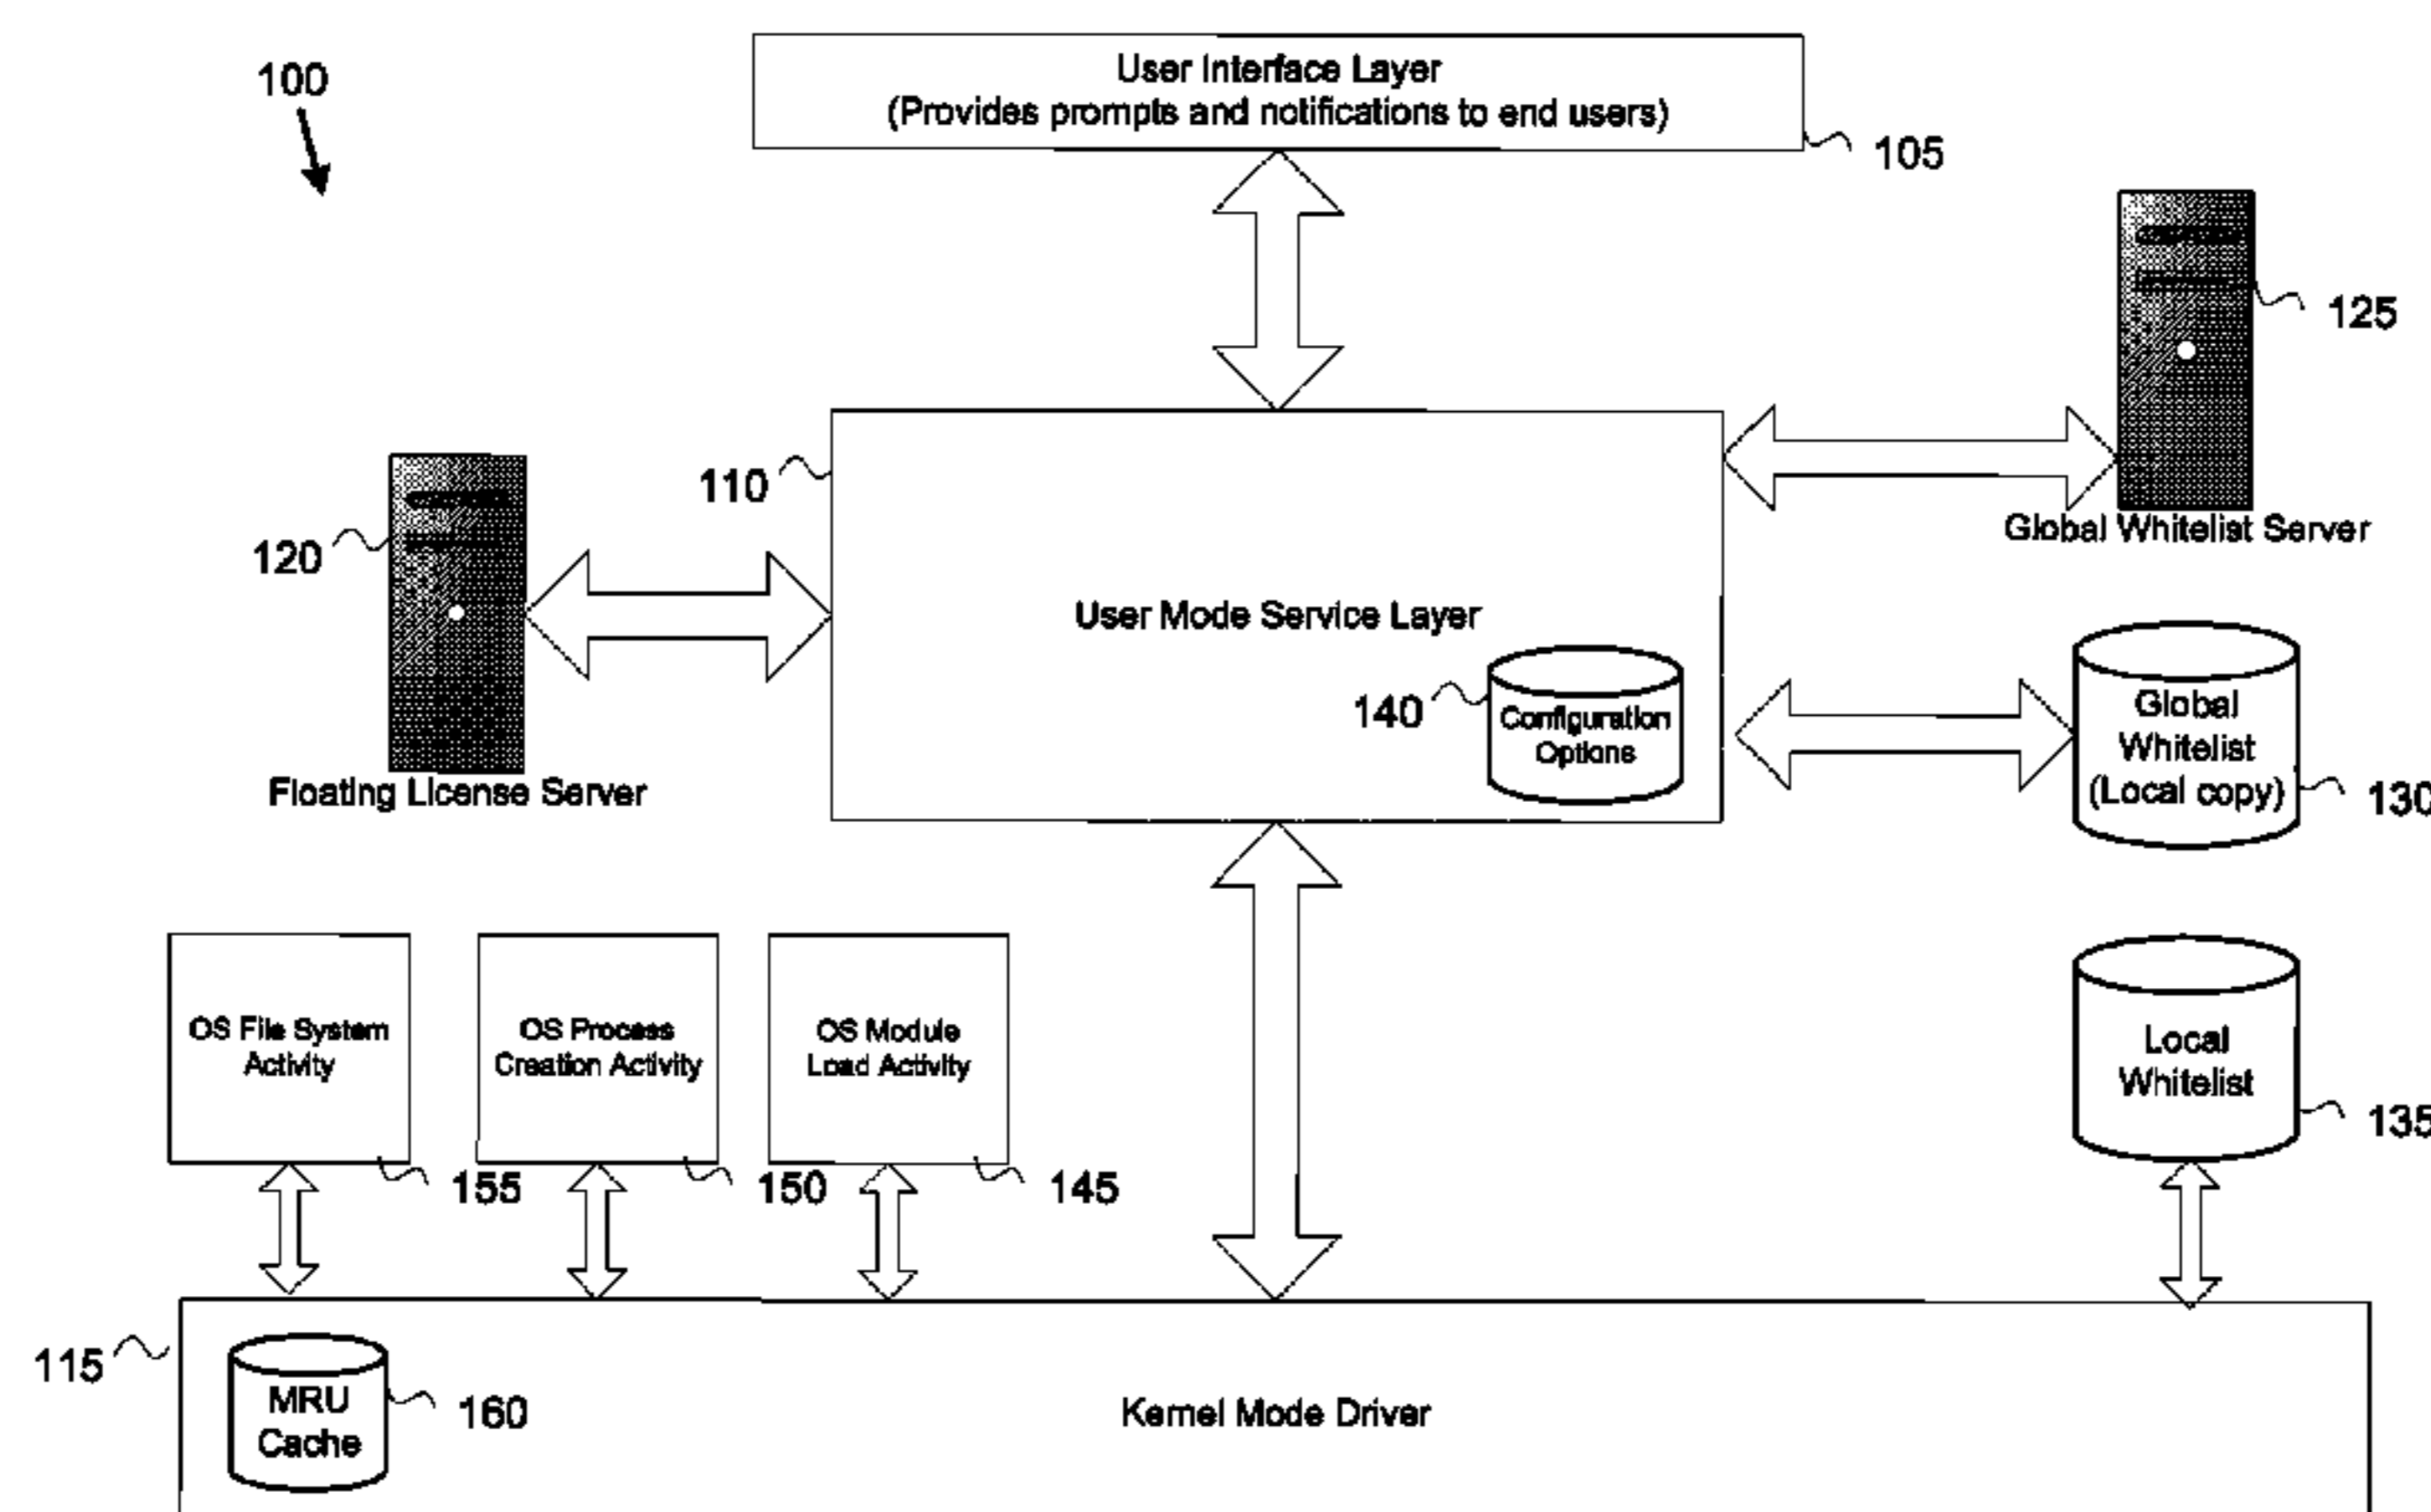 100
User Interface Layer
(Provides prompts and notifications to end users)
105
125
Global Whitelist Server
110
120
Floating License Server
User Mode Service Layer
140
Configuration
Options
Global
Whitelist
(Local copy)
130
OS File System
Activity
155
OS Process
Creation Activity
150
OS Module
Load Activity
145
Local
Whitelist
135
115
MRU
Cache
160
Kernel Mode Driver